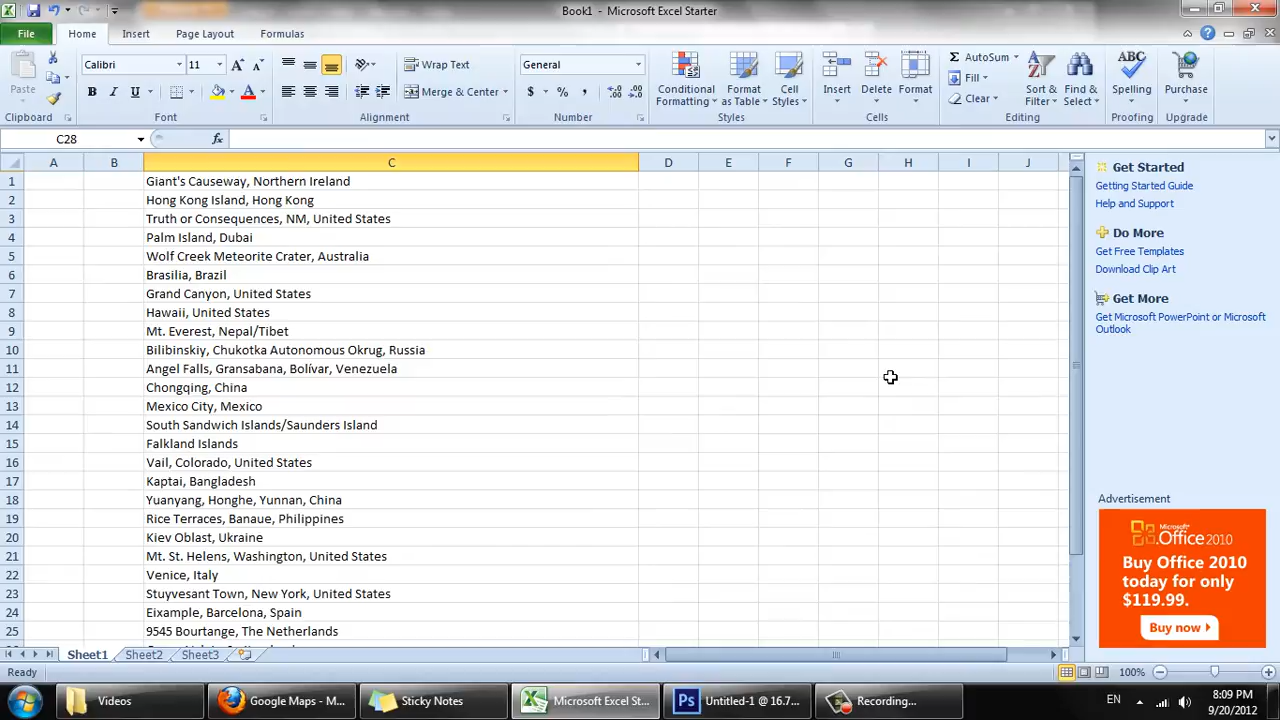 Book1 - Microsoft Excel Starter
File Home Insert Page Layout Formulas
Paste
Clipboard
Calibri 11
B I U
Font
Wrap Text
Merge & Center
Alignment
General
$ % ,
Number
Conditional Formatting
Format as Table
Cell Styles
Styles
Insert Delete Format
Cells
AutoSum
Fill
Clear
Sort & Filter
Find & Select
Editing
ABC
Spelling
Proofing
Purchase
Upgrade
C28 fx
A B C D E F G H I J
1 Giant's Causeway, Northern Ireland
2 Hong Kong Island, Hong Kong
3 Truth or Consequences, NM, United States
4 Palm Island, Dubai
5 Wolf Creek Meteorite Crater, Australia
6 Brasilia, Brazil
7 Grand Canyon, United States
8 Hawaii, United States
9 Mt. Everest, Nepal/Tibet
10 Bilibinskiy, Chukotka Autonomous Okrug, Russia
11 Angel Falls, Gransabana, Bolívar, Venezuela
12 Chongqing, China
13 Mexico City, Mexico
14 South Sandwich Islands/Saunders Island
15 Falkland Islands
16 Vail, Colorado, United States
17 Kaptai, Bangladesh
18 Yuanyang, Honghe, Yunnan, China
19 Rice Terraces, Banaue, Philippines
20 Kiev Oblast, Ukraine
21 Mt. St. Helens, Washington, United States
22 Venice, Italy
23 Stuyvesant Town, New York, United States
24 Eixample, Barcelona, Spain
25 9545 Bourtange, The Netherlands
Get Started
Getting Started Guide
Help and Support
Do More
Get Free Templates
Download Clip Art
Get More
Get Microsoft PowerPoint or Microsoft
Outlook
Advertisement
Microsoft
Office 2010
Buy Office 2010
today for only
$119.99.
Buy now
Sheet1 Sheet2 Sheet3
Ready 100%
Videos
Google Maps - M...
Sticky Notes
Microsoft Excel St...
Ps Untitled-1 @ 16.7...
Recording...
EN
8:09 PM
9/20/2012